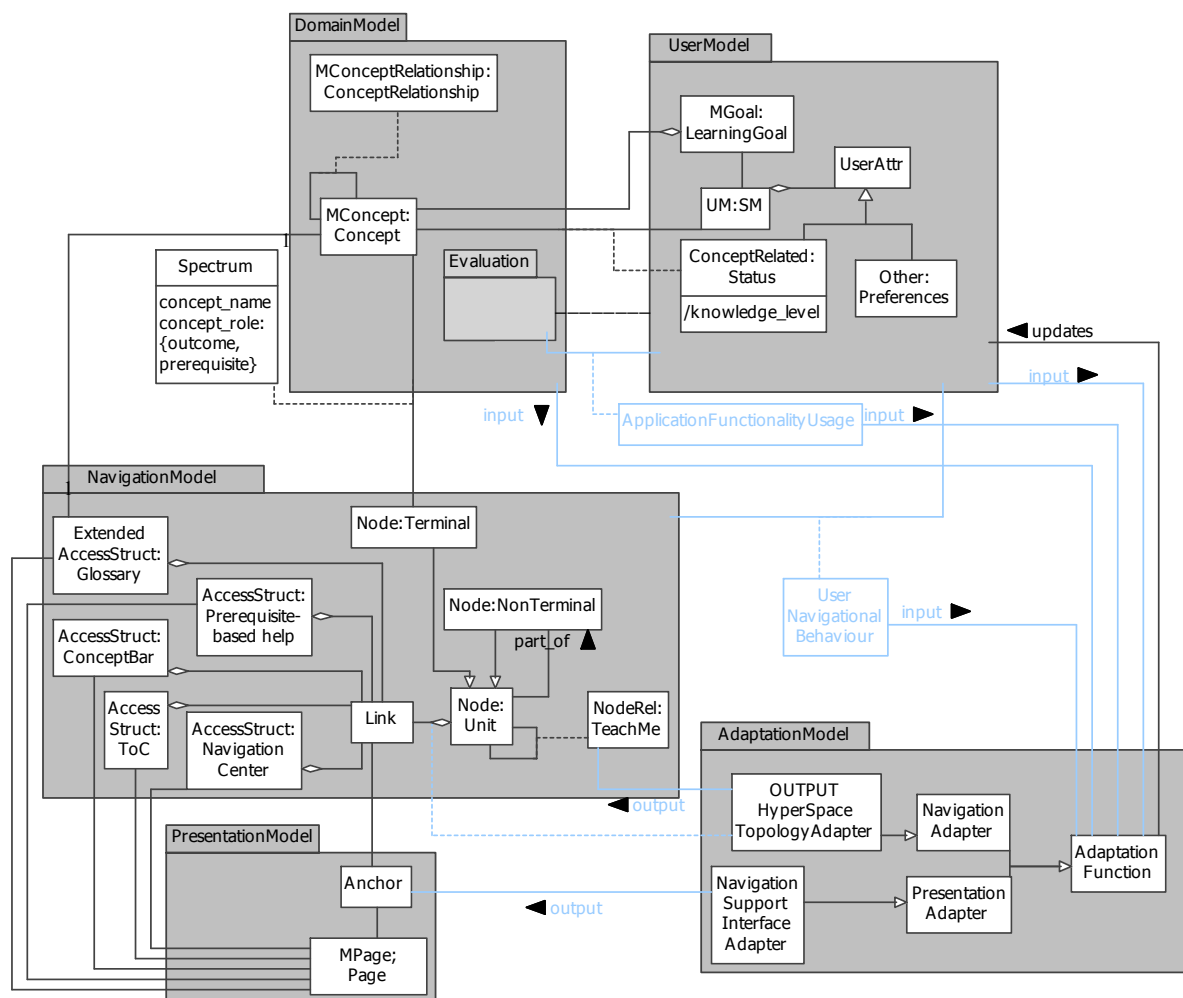 DomainModel
MConceptRelationship:
ConceptRelationship
MConcept:
Concept
1
Spectrum
concept_name
concept_role:
{outcome,
prerequisite}
Evaluation
UserModel
MGoal:
LearningGoal
UserAttr
UM:SM
ConceptRelated:
Status
/knowledge_level
Other:
Preferences
updates
input
input
ApplicationFunctionalityUsage
input
NavigationModel
1
Extended
AccessStruct:
Glossary
Node:Terminal
AccessStruct:
Prerequisite-
based help
Node:NonTerminal
part_of
AccessStruct:
ConceptBar
Access
Struct:
ToC
AccessStruct:
Navigation
Center
Link
Node:
Unit
NodeRel:
TeachMe
User
Navigational
Behaviour
input
output
AdaptationModel
OUTPUT
HyperSpace
TopologyAdapter
Navigation
Adapter
Adaptation
Function
Navigation
Support
Interface
Adapter
Presentation
Adapter
output
PresentationModel
Anchor
MPage;
Page